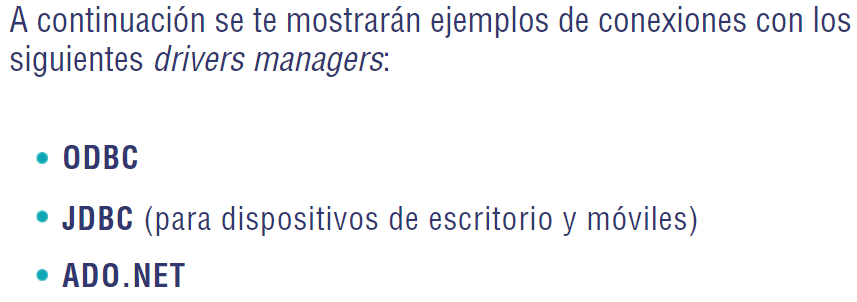 A continuación se te mostrarán ejemplos de conexiones con los
siguientes drivers managers:
• ODBC
• JDBC (para dispositivos de escritorio y móviles)
• ADO.NET